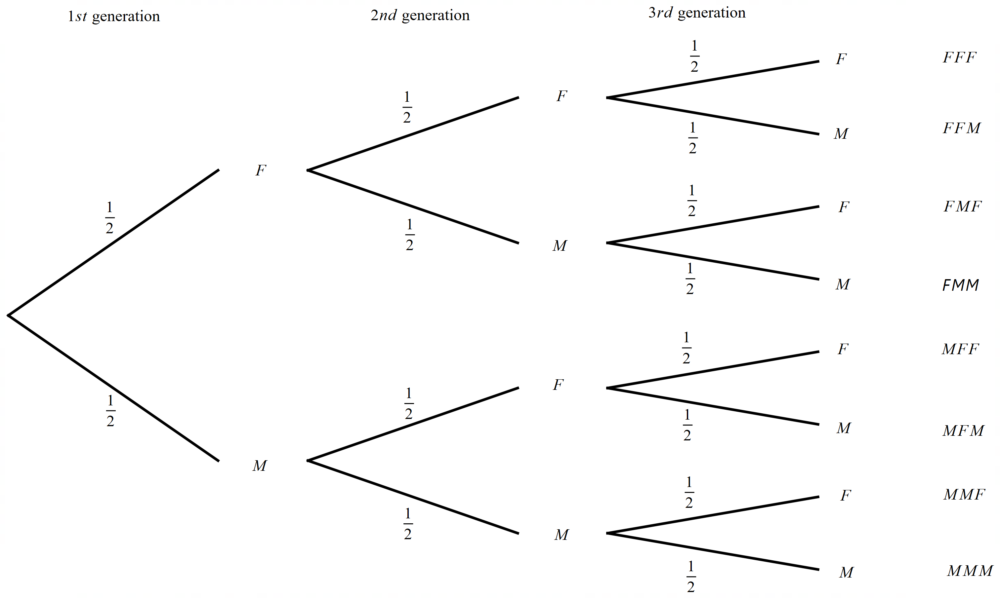 1st generation
2nd generation
3rd generation
1/2
F
FFF
1/2
F
1/2
M
FFM
F
1/2
F
FMF
1/2
1/2
M
1/2
M
FMM
1/2
F
MFF
1/2
F
1/2
1/2
M
MFM
M
1/2
F
MMF
1/2
M
1/2
M
MMM